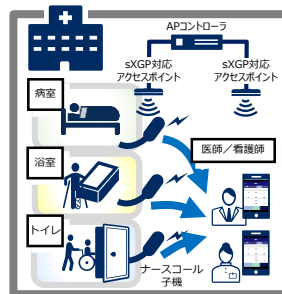 APコントローラ
sXGP対応
アクセスポイント
sXGP対応
アクセスポイント
病室
医師／看護師
浴室
トイレ
ナースコール
子機